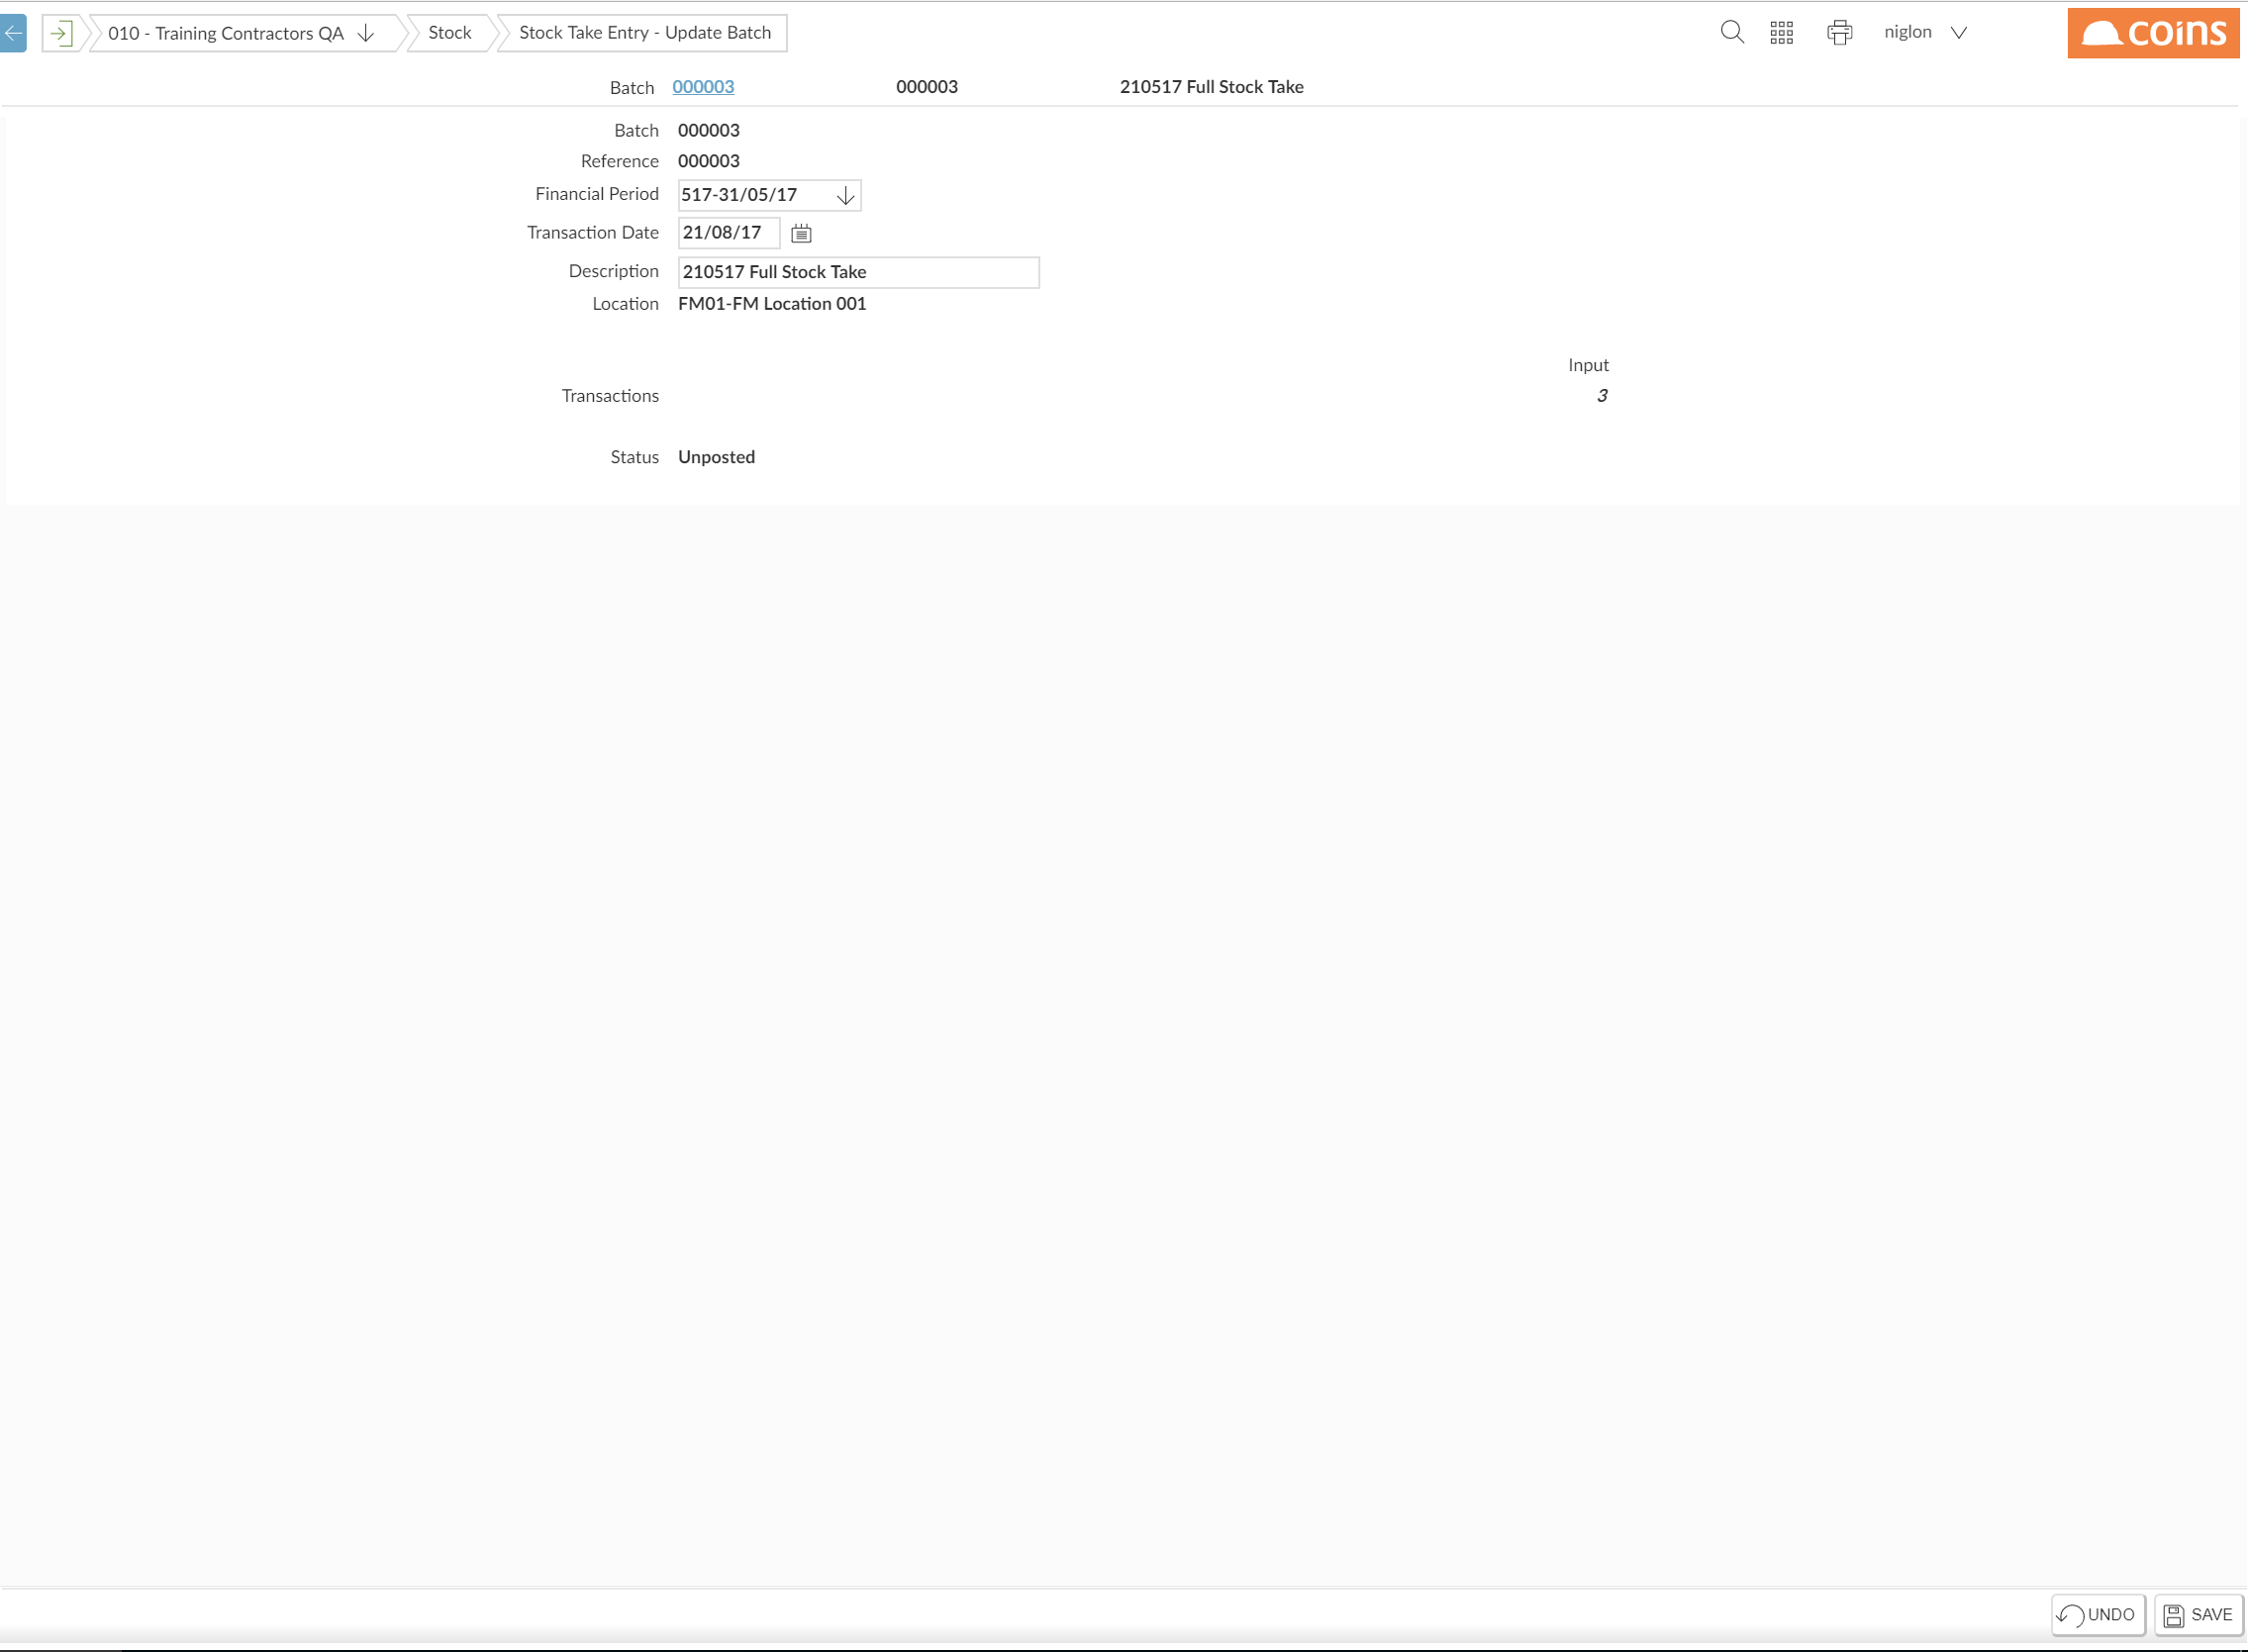 010 - Training Contractors QA
Stock
Stock Take Entry - Update Batch
niglon
coins
Batch 000003 000003 210517 Full Stock Take
Batch 000003
Reference 000003
Financial Period 517-31/05/17
Transaction Date 21/08/17
Description 210517 Full Stock Take
Location FM01-FM Location 001
Input
Transactions 3
Status Unposted
UNDO SAVE